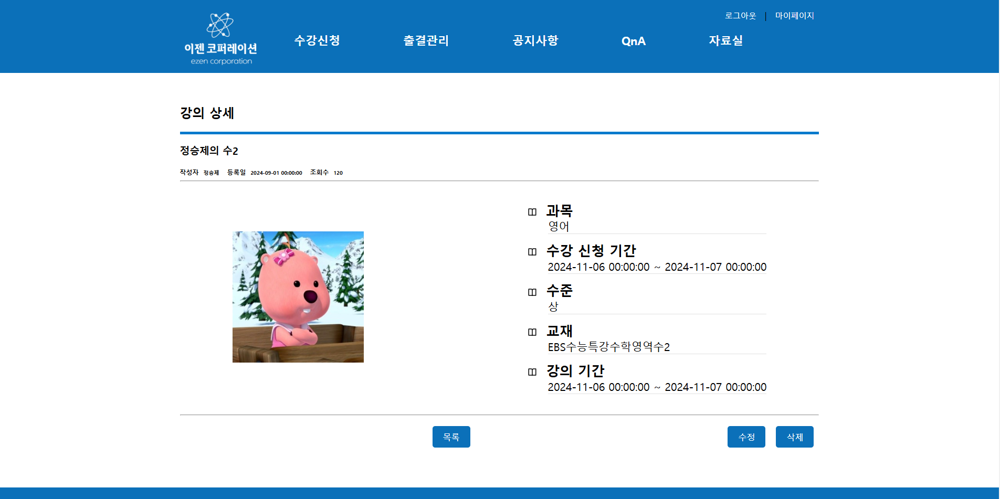 로그아웃 | 마이페이지
이젠 코퍼레이션
ezen corporation
수강신청 출결관리 공지사항 QnA 자료실
강의 상세
정승제의 수2
작성자 정승제 등록일 2024-09-01 00:00:00 조회수 120
과목
영어
수강 신청 기간
2024-11-06 00:00:00 ~ 2024-11-07 00:00:00
수준
상
교재
EBS수능특강수학영역수2
강의 기간
2024-11-06 00:00:00 ~ 2024-11-07 00:00:00
목록 수정 삭제